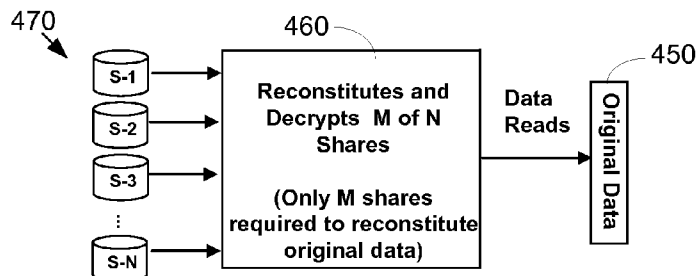 470
460
450
S-1
S-2
S-3
...
S-N
Reconstitutes and
Decrypts M of N
Shares
(Only M shares
required to reconstitute
original data)
Data
Reads
Original Data